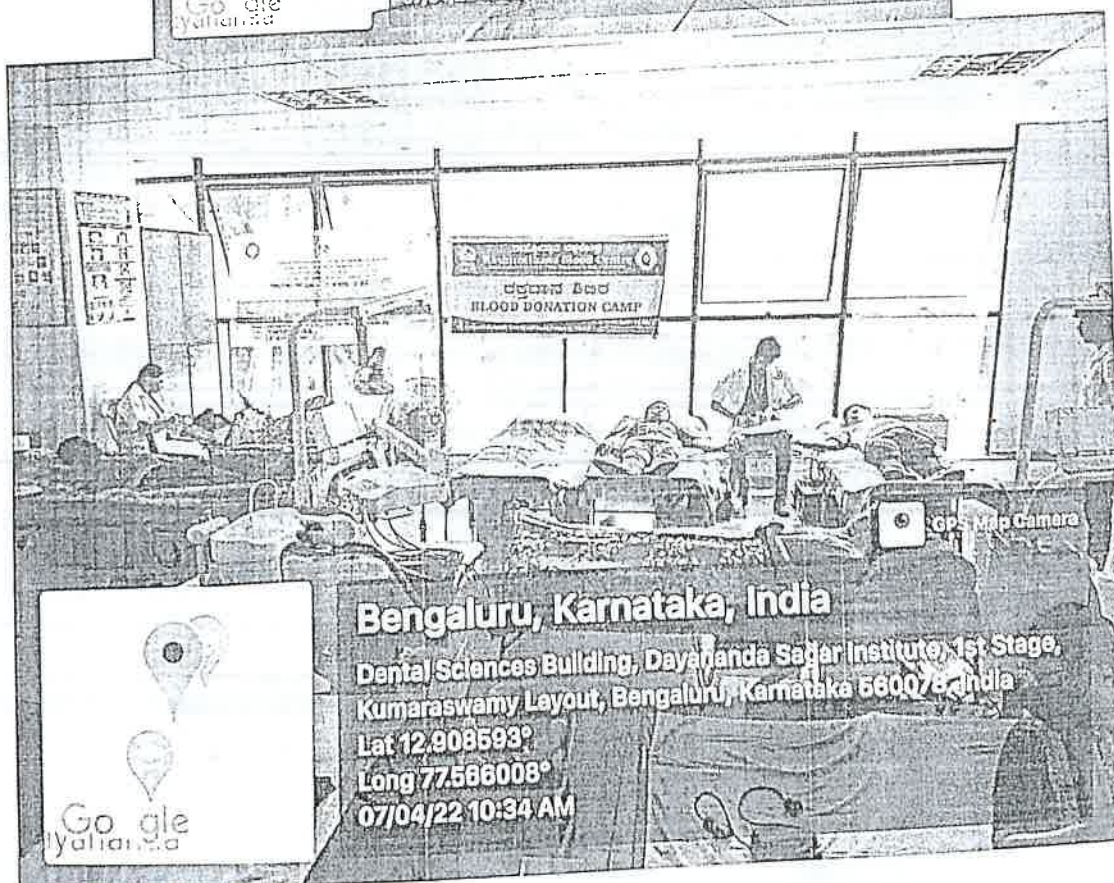 Go gle
ರಕ್ತದಾನ ಶಿಬಿರ
BLOOD DONATION CAMP
GPS Map Camera
Bengaluru, Karnataka, India
Dental Sciences Building, Dayananda Sagar Institute, 1st Stage,
Kumaraswamy Layout, Bengaluru, Karnataka 560078, India
Lat 12.908593°
Long 77.566008°
07/04/22 10:34 AM
Go gle